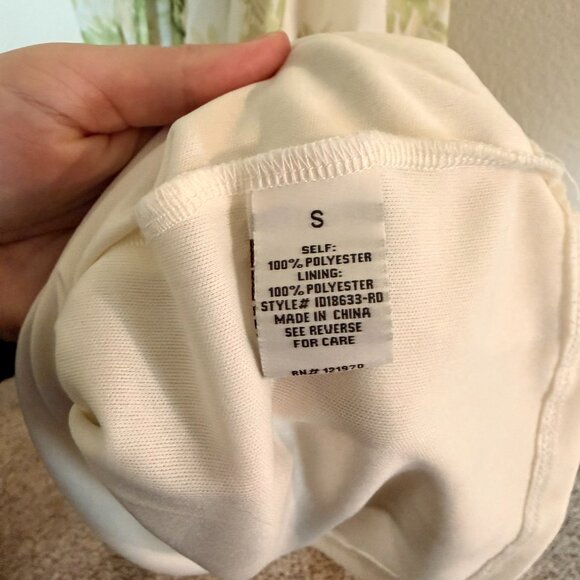 S
SELF:
100% POLYESTER
LINING:
100% POLYESTER
STYLE# ID18633-RD
MADE IN CHINA
SEE REVERSE
FOR CARE
RN# 121970